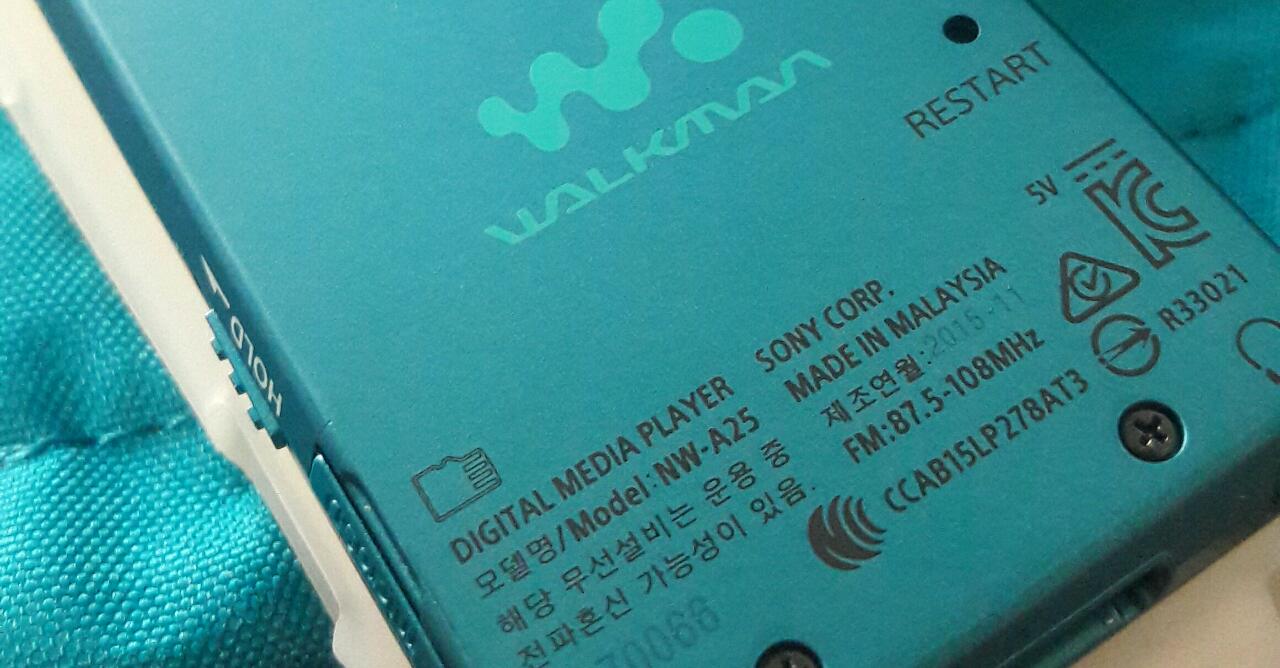 WALKMAN
RESTART
5V
HOLD
SONY CORP.
DIGITAL MEDIA PLAYER
MADE IN MALAYSIA
모델명/Model: NW-A25
제조연월:2015-11
해당 무선설비는 운용 중
FM:87.5-108MHz
전파혼신 가능성이 있음.
CCAB15LP278AT3
R33021
70066